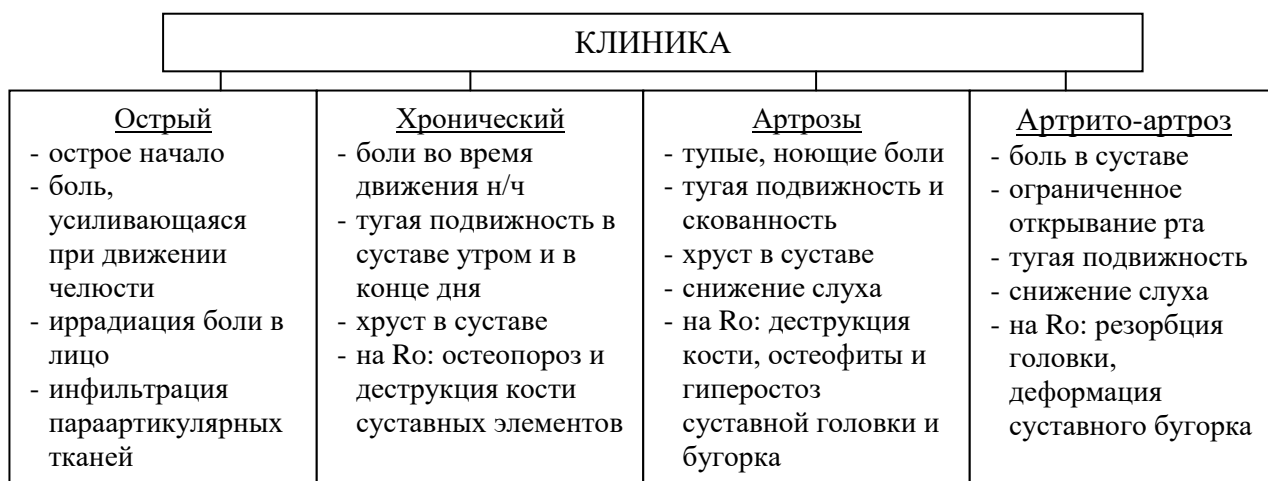 КЛИНИКА
Острый
- острое начало
- боль,
усиливающаяся
при движении
челюсти
- иррадиация боли в
лицо
- инфильтрация
параартикулярных
тканей
Хронический
- боли во время
движения н/ч
- тугая подвижность в
суставе утром и в
конце дня
- хруст в суставе
- на Ro: остеопороз и
деструкция кости
суставных элементов
Артрозы
- тупые, ноющие боли
- тугая подвижность и
скованность
- хруст в суставе
- снижение слуха
- на Ro: деструкция
кости, остеофиты и
гиперостоз
суставной головки и
бугорка
Артрито-артроз
- боль в суставе
- ограниченное
открывание рта
- тугая подвижность
- снижение слуха
- на Ro: резорбция
головки,
деформация
суставного бугорка